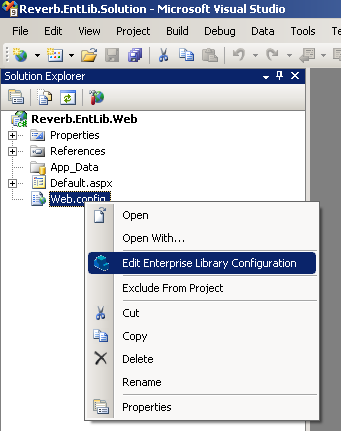 Reverb.EntLib.Solution - Microsoft Visual Studio
File Edit View Project Build Debug Data
Solution Explorer
Reverb.EntLib.Web
Properties
References
App_Data
Default.aspx
Web.config
Open
Open With...
Edit Enterprise Library Configuration
Exclude From Project
Cut
Copy
Delete
Rename
Properties